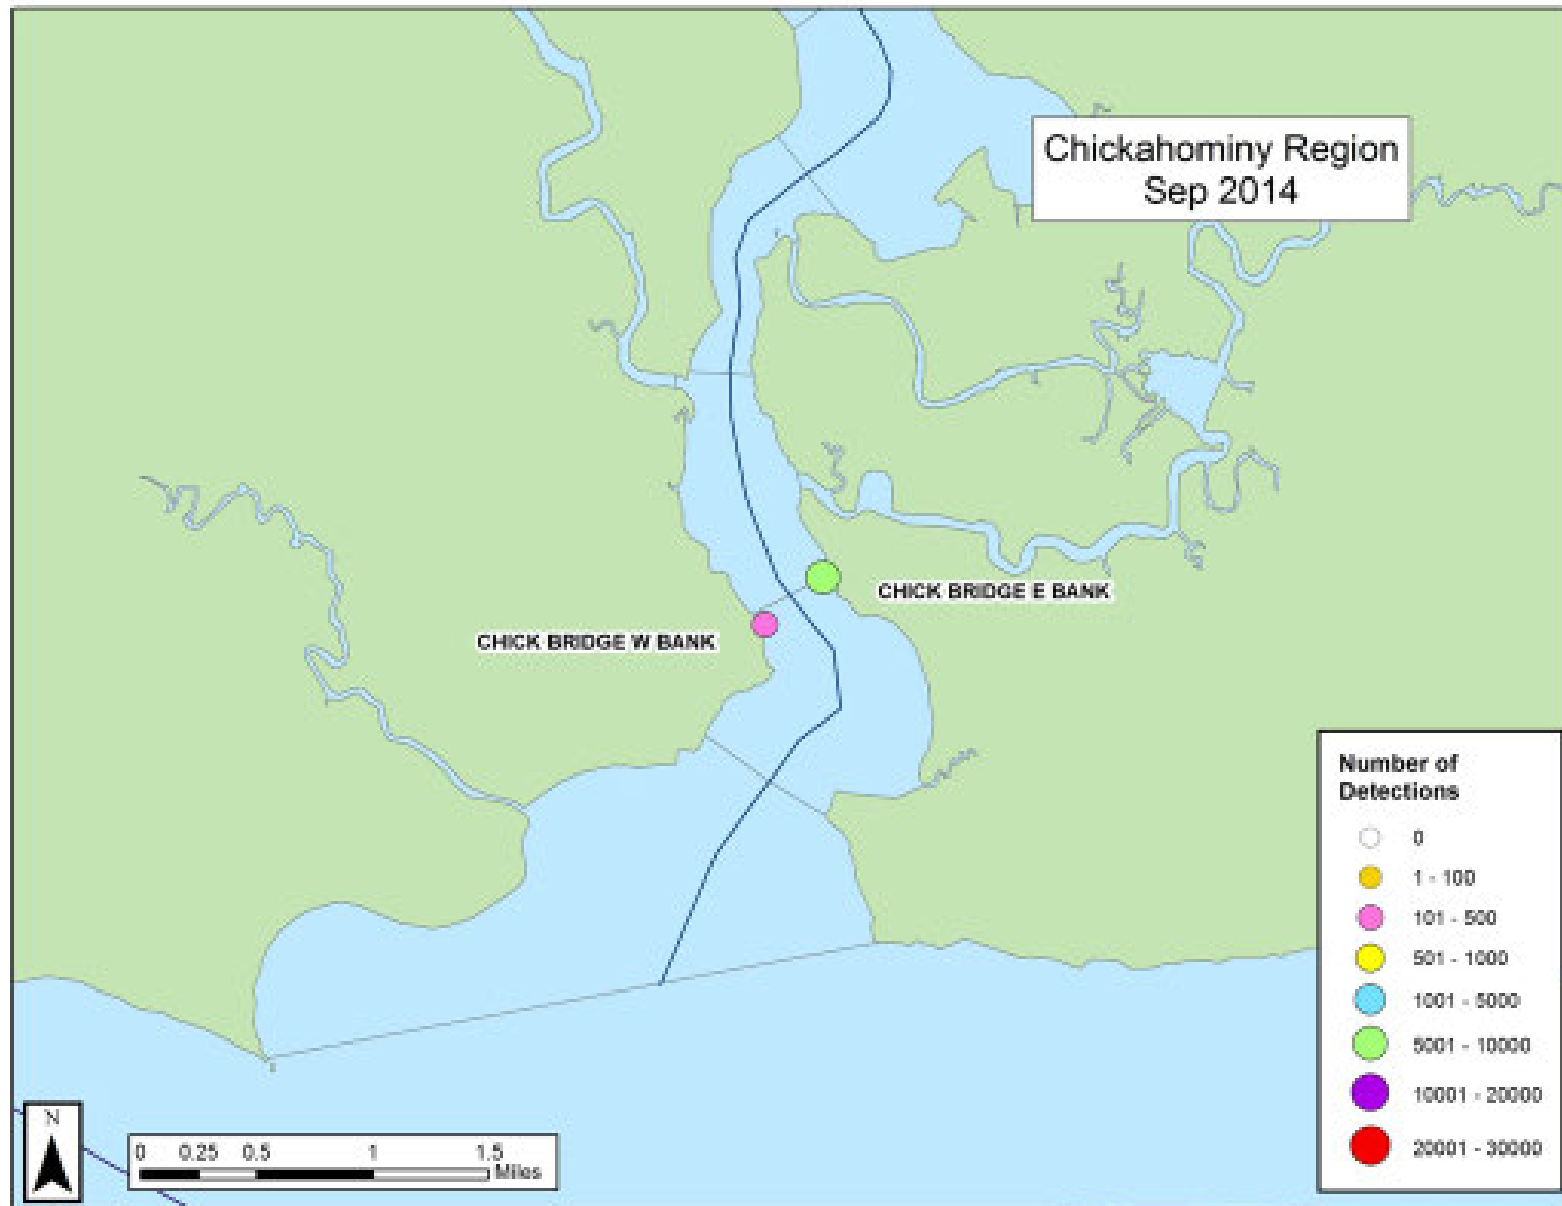 Chickahominy Region
Sep 2014
CHICK BRIDGE E BANK
CHICK BRIDGE W BANK
Number of
Detections
0
1 - 100
101 - 500
501 - 1000
1001 - 5000
5001 - 10000
10001 - 20000
20001 - 30000
N
0 0.25 0.5 1 1.5
Miles